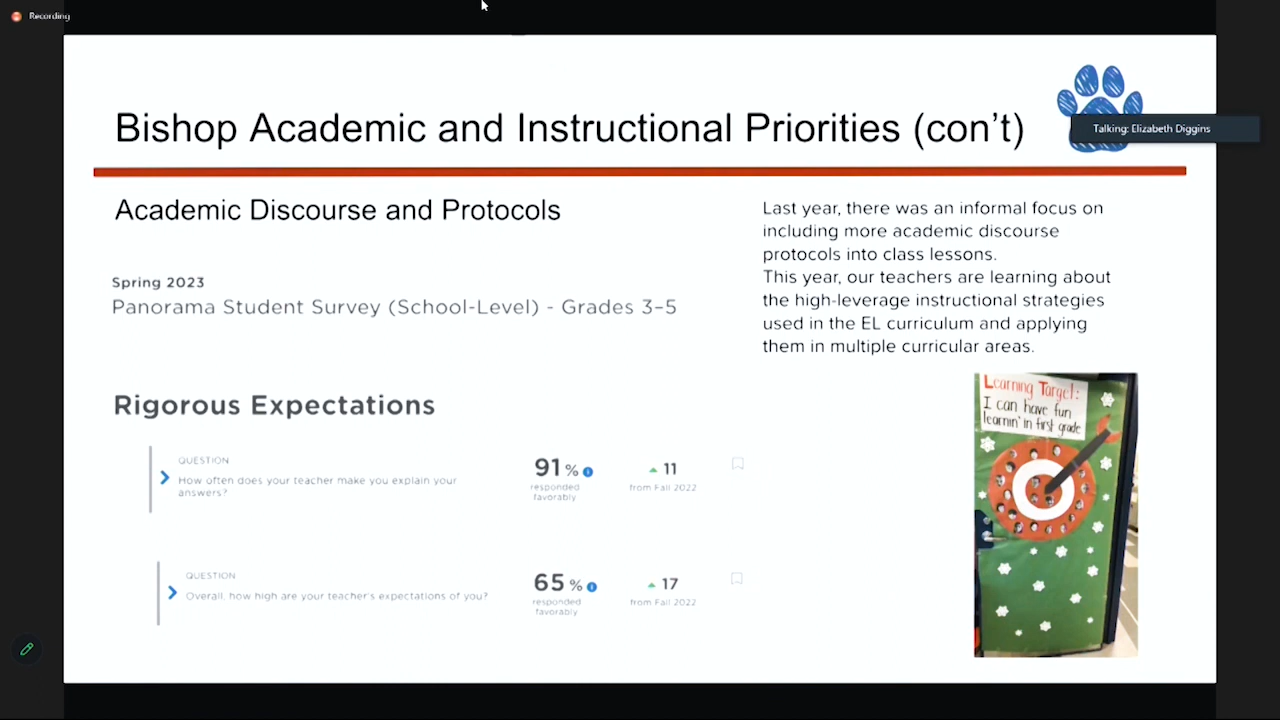 Recording
Bishop Academic and Instructional Priorities (con't)
Talking: Elizabeth Diggins
Academic Discourse and Protocols
Spring 2023
Panorama Student Survey (School-Level) - Grades 3–5
Rigorous Expectations
QUESTION
How often does your teacher make you explain your
answers?
91%
responded
favorably
11
from Fall 2022
QUESTION
Overall, how high are your teacher's expectations of you?
65%
responded
favorably
17
from Fall 2022
Last year, there was an informal focus on
including more academic discourse
protocols into class lessons.
This year, our teachers are learning about
the high-leverage instructional strategies
used in the EL curriculum and applying
them in multiple curricular areas.
Learning Target:
I can have fun
learnin' in first grade